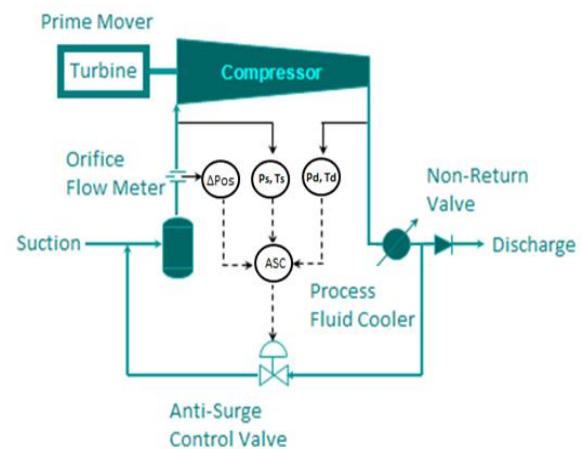 Prime Mover
Turbine
Compressor
Orifice
Flow Meter
ΔPos
Ps, Ts
Pd, Td
Non-Return
Valve
Suction
ASC
Discharge
Process
Fluid Cooler
Anti-Surge
Control Valve